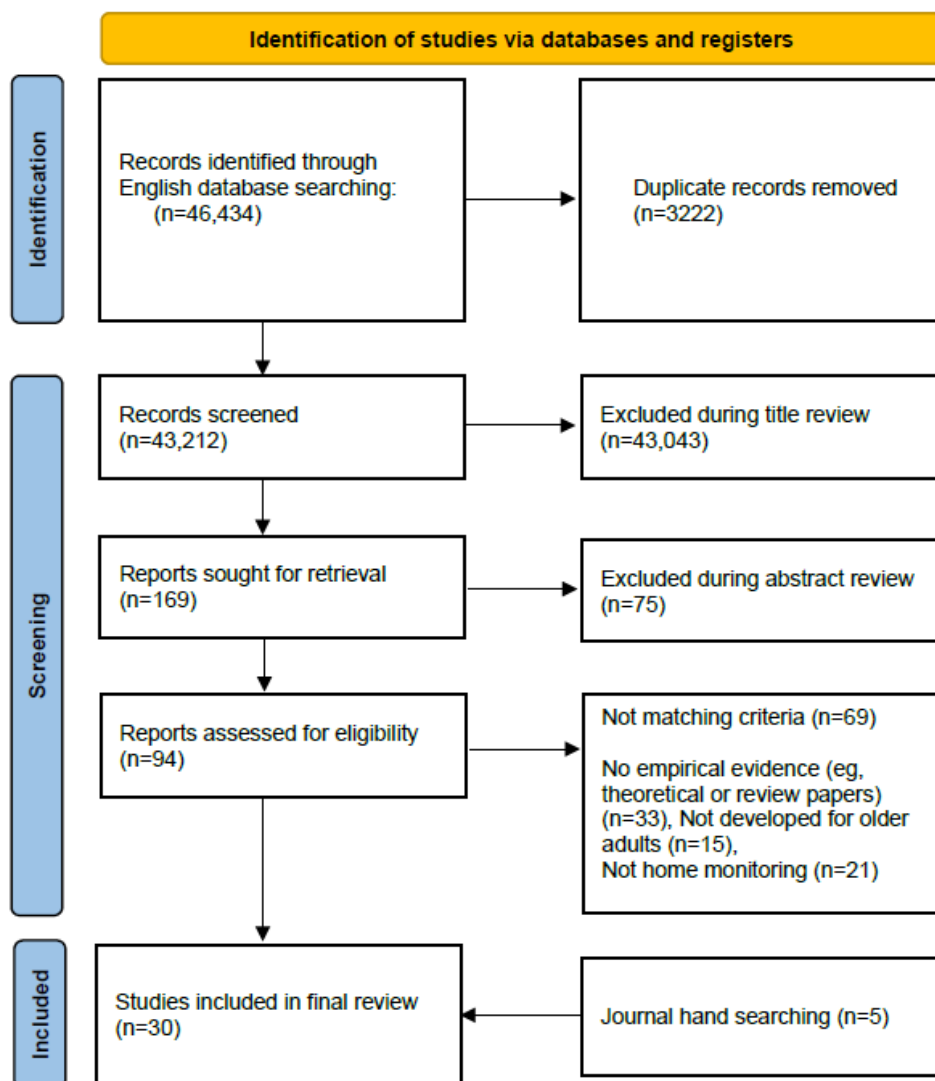 Identification of studies via databases and registers
Identification
Records identified through
English database searching:
(n=46,434)
Duplicate records removed
(n=3222)
Screening
Records screened
(n=43,212)
Excluded during title review
(n=43,043)
Reports sought for retrieval
(n=169)
Excluded during abstract review
(n=75)
Reports assessed for eligibility
(n=94)
Not matching criteria (n=69)
No empirical evidence (eg,
theoretical or review papers)
(n=33), Not developed for older
adults (n=15),
Not home monitoring (n=21)
Included
Studies included in final review
(n=30)
Journal hand searching (n=5)